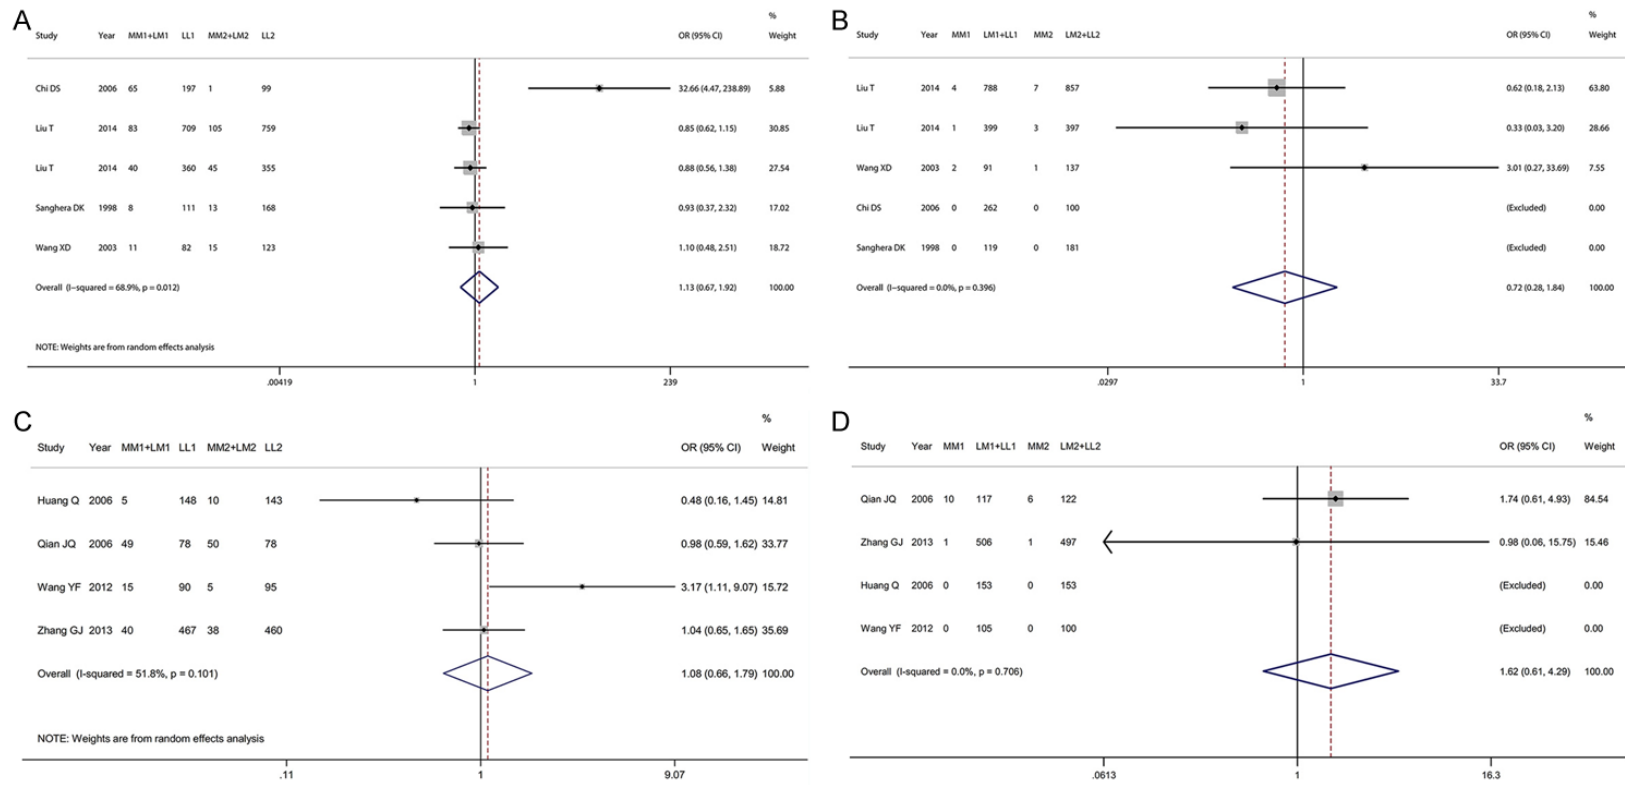 A
%
Study Year MM1+LM1 LL1 MM2+LM2 LL2 OR (95% CI) Weight
Chi DS 2006 65 197 1 99 32.66 (4.47, 238.89) 5.88
Liu T 2014 83 709 105 759 0.85 (0.62, 1.15) 30.85
Liu T 2014 40 360 45 355 0.88 (0.56, 1.38) 27.54
Sanghera DK 1998 8 111 13 168 0.93 (0.37, 2.32) 17.02
Wang XD 2003 11 82 15 123 1.10 (0.48, 2.51) 18.72
Overall (I−squared = 68.9%, p = 0.012) 1.13 (0.67, 1.92) 100.00
NOTE: Weights are from random effects analysis
.00419 1 239
B
%
Study Year MM1 LM1+LL1 MM2 LM2+LL2 OR (95% CI) Weight
Liu T 2014 4 788 7 857 0.62 (0.18, 2.13) 63.80
Liu T 2014 1 399 3 397 0.33 (0.03, 3.20) 28.66
Wang XD 2003 2 91 1 137 3.01 (0.27, 33.69) 7.55
Chi DS 2006 0 262 0 100 (Excluded) 0.00
Sanghera DK 1998 0 119 0 181 (Excluded) 0.00
Overall (I−squared = 0.0%, p = 0.396) 0.72 (0.28, 1.84) 100.00
.0297 1 33.7
C
%
Study Year MM1+LM1 LL1 MM2+LM2 LL2 OR (95% CI) Weight
Huang Q 2006 5 148 10 143 0.48 (0.16, 1.45) 14.81
Qian JQ 2006 49 78 50 78 0.98 (0.59, 1.62) 33.77
Wang YF 2012 15 90 5 95 3.17 (1.11, 9.07) 15.72
Zhang GJ 2013 40 467 38 460 1.04 (0.65, 1.65) 35.69
Overall (I-squared = 51.8%, p = 0.101) 1.08 (0.66, 1.79) 100.00
NOTE: Weights are from random effects analysis
.11 1 9.07
D
%
Study Year MM1 LM1+LL1 MM2 LM2+LL2 OR (95% CI) Weight
Qian JQ 2006 10 117 6 122 1.74 (0.61, 4.93) 84.54
Zhang GJ 2013 1 506 1 497 0.98 (0.06, 15.75) 15.46
Huang Q 2006 0 153 0 153 (Excluded) 0.00
Wang YF 2012 0 105 0 100 (Excluded) 0.00
Overall (I-squared = 0.0%, p = 0.706) 1.62 (0.61, 4.29) 100.00
.0613 1 16.3